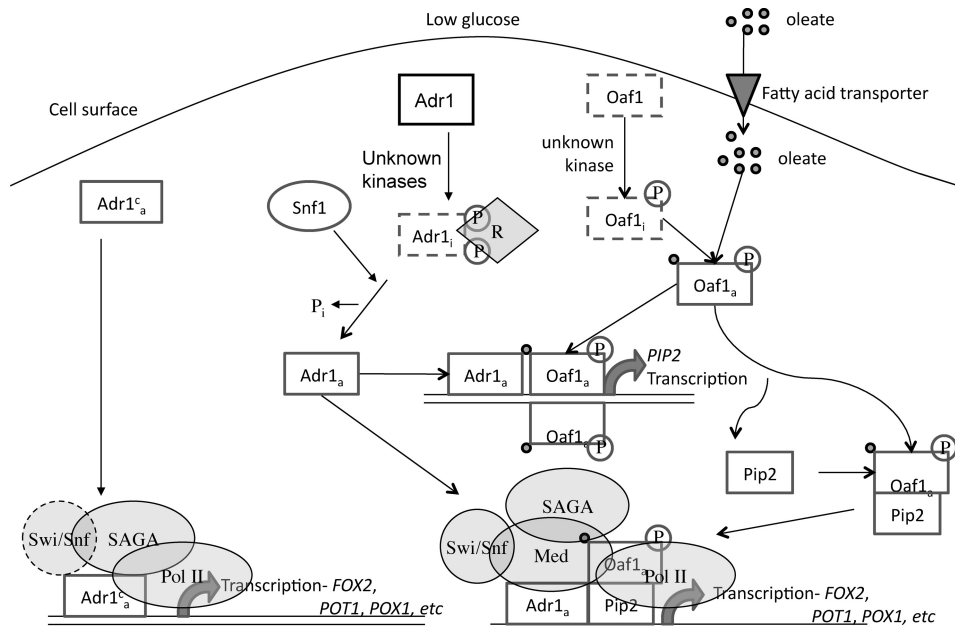 Low glucose
oleate
Cell surface
Adr1
Oaf1
Fatty acid transporter
Unknown
kinases
unknown
kinase
oleate
Adr1ᶜₐ
Snf1
P
Adr1ᵢ
R
P
P
Oaf1ᵢ
P
Oaf1ₐ
Pᵢ
Adr1ₐ
Adr1ₐ
Oaf1ₐ
P
PIP2
Transcription
Oaf1ₐ
P
Pip2
P
Oaf1ₐ
Pip2
Swi/Snf
SAGA
Pol II
Adr1ᶜₐ
Transcription- FOX2,
POT1, POX1, etc
SAGA
Swi/Snf
Med
P
Oaf1ₐ
Pol II
Adr1ₐ
Pip2
Transcription- FOX2,
POT1, POX1, etc